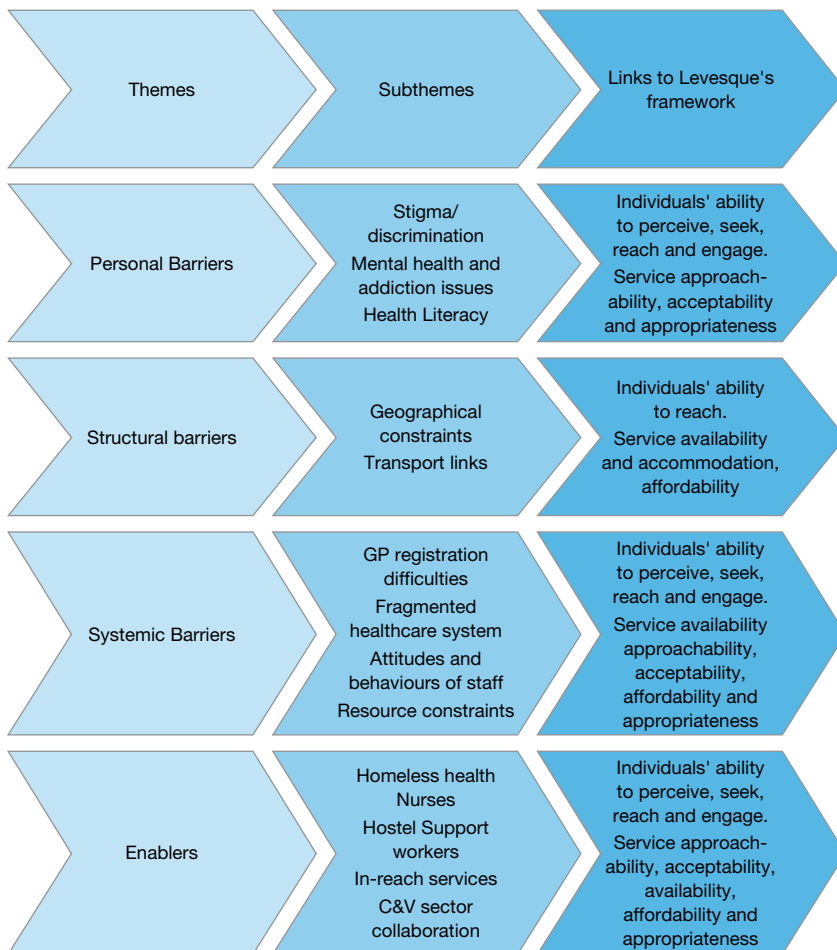 Themes
Subthemes
Links to Levesque's
framework
Personal Barriers
Stigma/
discrimination
Mental health and
addiction issues
Health Literacy
Individuals' ability
to perceive, seek,
reach and engage.
Service approach-
ability, acceptability
and appropriateness
Structural barriers
Geographical
constraints
Transport links
Individuals' ability
to reach.
Service availability
and accommodation,
affordability
Systemic Barriers
GP registration
difficulties
Fragmented
healthcare system
Attitudes and
behaviours of staff
Resource constraints
Individuals' ability
to perceive, seek,
reach and engage.
Service availability
approachability,
acceptability,
affordability and
appropriateness
Enablers
Homeless health
Nurses
Hostel Support
workers
In-reach services
C&V sector
collaboration
Individuals' ability
to perceive, seek,
reach and engage.
Service approach-
ability, acceptability,
availability,
affordability and
appropriateness